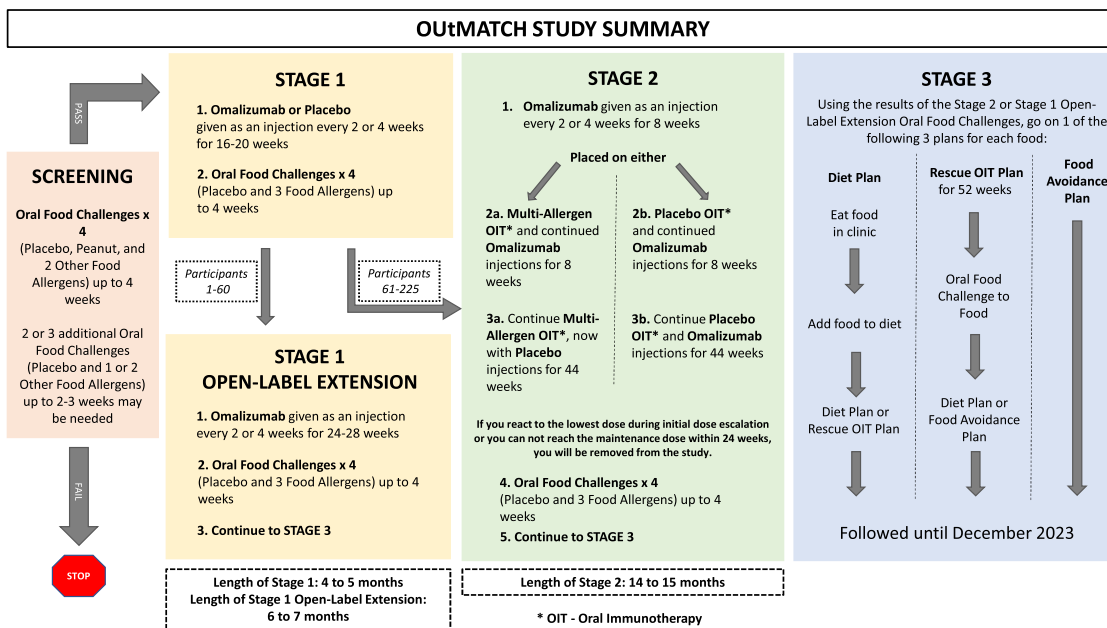 OUtMATCH STUDY SUMMARY
PASS
SCREENING
Oral Food Challenges x
4
(Placebo, Peanut, and
2 Other Food
Allergens) up to 4
weeks
2 or 3 additional Oral
Food Challenges
(Placebo and 1 or 2
Other Food Allergens)
up to 2-3 weeks may
be needed
FAIL
STOP
STAGE 1
1. Omalizumab or Placebo
given as an injection every 2 or 4 weeks
for 16-20 weeks
2. Oral Food Challenges x 4
(Placebo and 3 Food Allergens) up
to 4 weeks
Participants
1-60
Participants
61-225
STAGE 1
OPEN-LABEL EXTENSION
1. Omalizumab given as an injection
every 2 or 4 weeks for 24-28 weeks
2. Oral Food Challenges x 4
(Placebo and 3 Food Allergens) up to 4
weeks
3. Continue to STAGE 3
Length of Stage 1: 4 to 5 months
Length of Stage 1 Open-Label Extension:
6 to 7 months
STAGE 2
1. Omalizumab given as an injection
every 2 or 4 weeks for 8 weeks
Placed on either
2a. Multi-Allergen
OIT* and continued
Omalizumab
injections for 8
weeks
2b. Placebo OIT*
and continued
Omalizumab
injections for 8 weeks
3a. Continue Multi-
Allergen OIT*, now
with Placebo
injections for 44
weeks
3b. Continue Placebo
OIT* and Omalizumab
injections for 44 weeks
If you react to the lowest dose during initial dose escalation
or you can not reach the maintenance dose within 24 weeks,
you will be removed from the study.
4. Oral Food Challenges x 4
(Placebo and 3 Food Allergens) up to 4
weeks
5. Continue to STAGE 3
Length of Stage 2: 14 to 15 months
* OIT - Oral Immunotherapy
STAGE 3
Using the results of the Stage 2 or Stage 1 Open-
Label Extension Oral Food Challenges, go on 1 of the
following 3 plans for each food:
Diet Plan
Eat food
in clinic
Add food to diet
Diet Plan or
Rescue OIT Plan
Rescue OIT Plan
for 52 weeks
Oral Food
Challenge to
Food
Diet Plan or
Food Avoidance
Plan
Food
Avoidance
Plan
Followed until December 2023